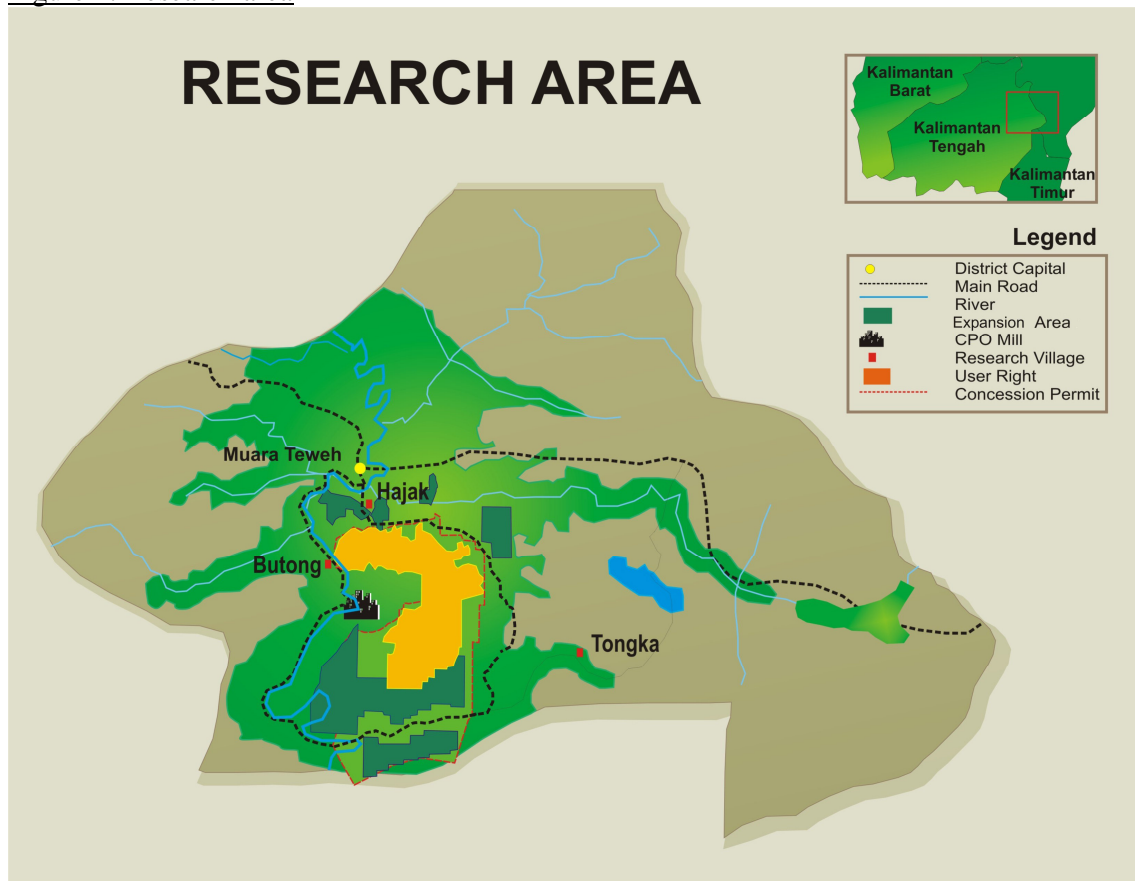 RESEARCH AREA
Kalimantan
Barat
Kalimantan
Tengah
Kalimantan
Timur
Legend
District Capital
Main Road
River
Expansion Area
CPO Mill
Research Village
User Right
Concession Permit
Muara Teweh
Hajak
Butong
Tongka